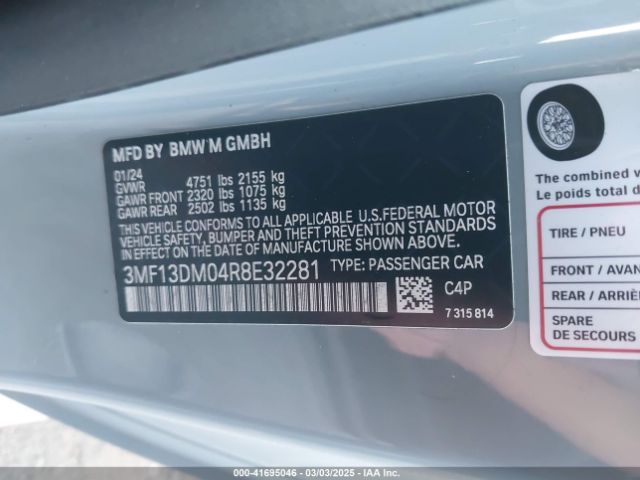 MFD BY BMW M GMBH
01/24
GVWR 4751 lbs 2155 kg
GAWR FRONT 2320 lbs 1075 kg
GAWR REAR 2502 lbs 1135 kg
THIS VEHICLE CONFORMS TO ALL APPLICABLE U.S.FEDERAL MOTOR
VEHICLE SAFETY, BUMPER AND THEFT PREVENTION STANDARDS
IN EFFECT ON THE DATE OF MANUFACTURE SHOWN ABOVE.
3MF13DM04R8E32281 TYPE: PASSENGER CAR
C4P
7 315 814
The combined
Le poids total d
TIRE / PNEU
FRONT / AVAN
REAR / ARRIÈ
SPARE
DE SECOURS
000-41695046 - 03/03/2025 - IAA Inc.